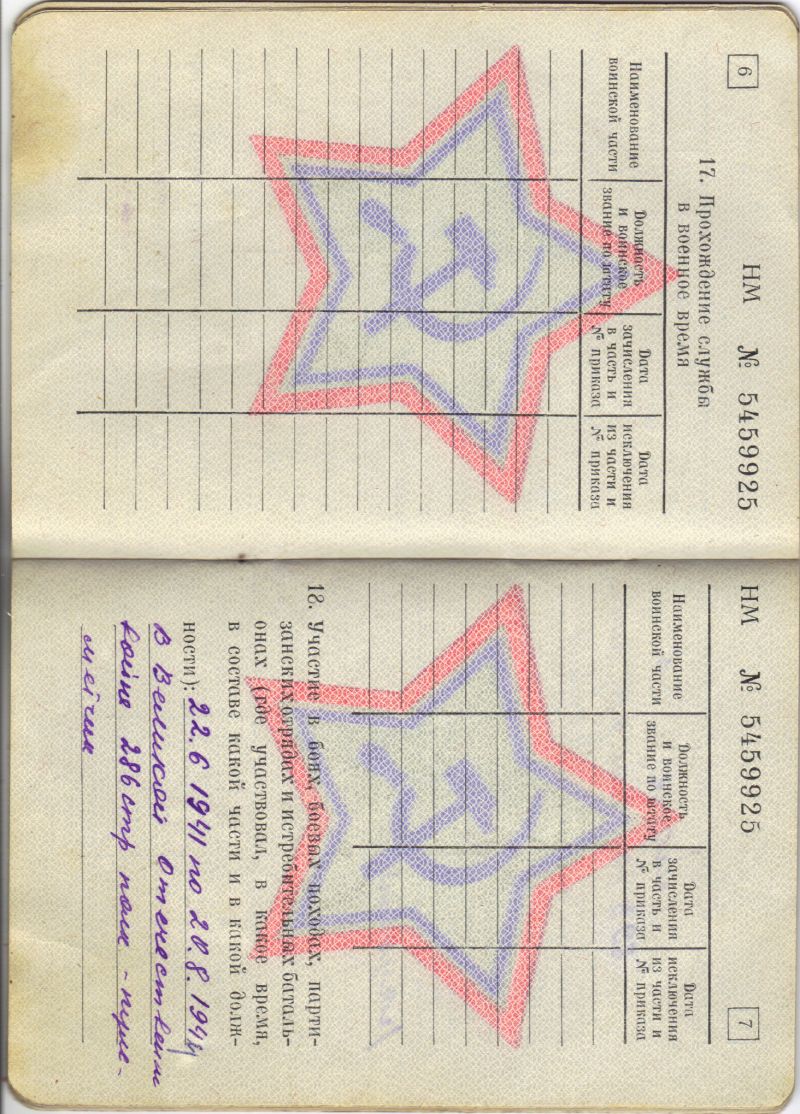 6
НМ № 5459925
17. Прохождение службы
в военное время
Наименование
воинской части
Должность
и воинское
звание по штату
Дата
зачисления
в часть и
№ приказа
Дата
исключения
из части и
№ приказа
НМ № 5459925
7
Наименование
воинской части
Должность
и воинское
звание по штату
Дата
зачисления
в часть и
№ приказа
Дата
исключения
из части и
№ приказа
18. Участие в боях, боевых походах, парти-
занских отрядах и истребительных баталь-
онах (где участвовал, в какое время,
в составе какой части и в какой долж-
ности): 22.6 1941 по 20.8.1944
В Великой Отечественной
войне 286 стр полк - пуле-
метчик